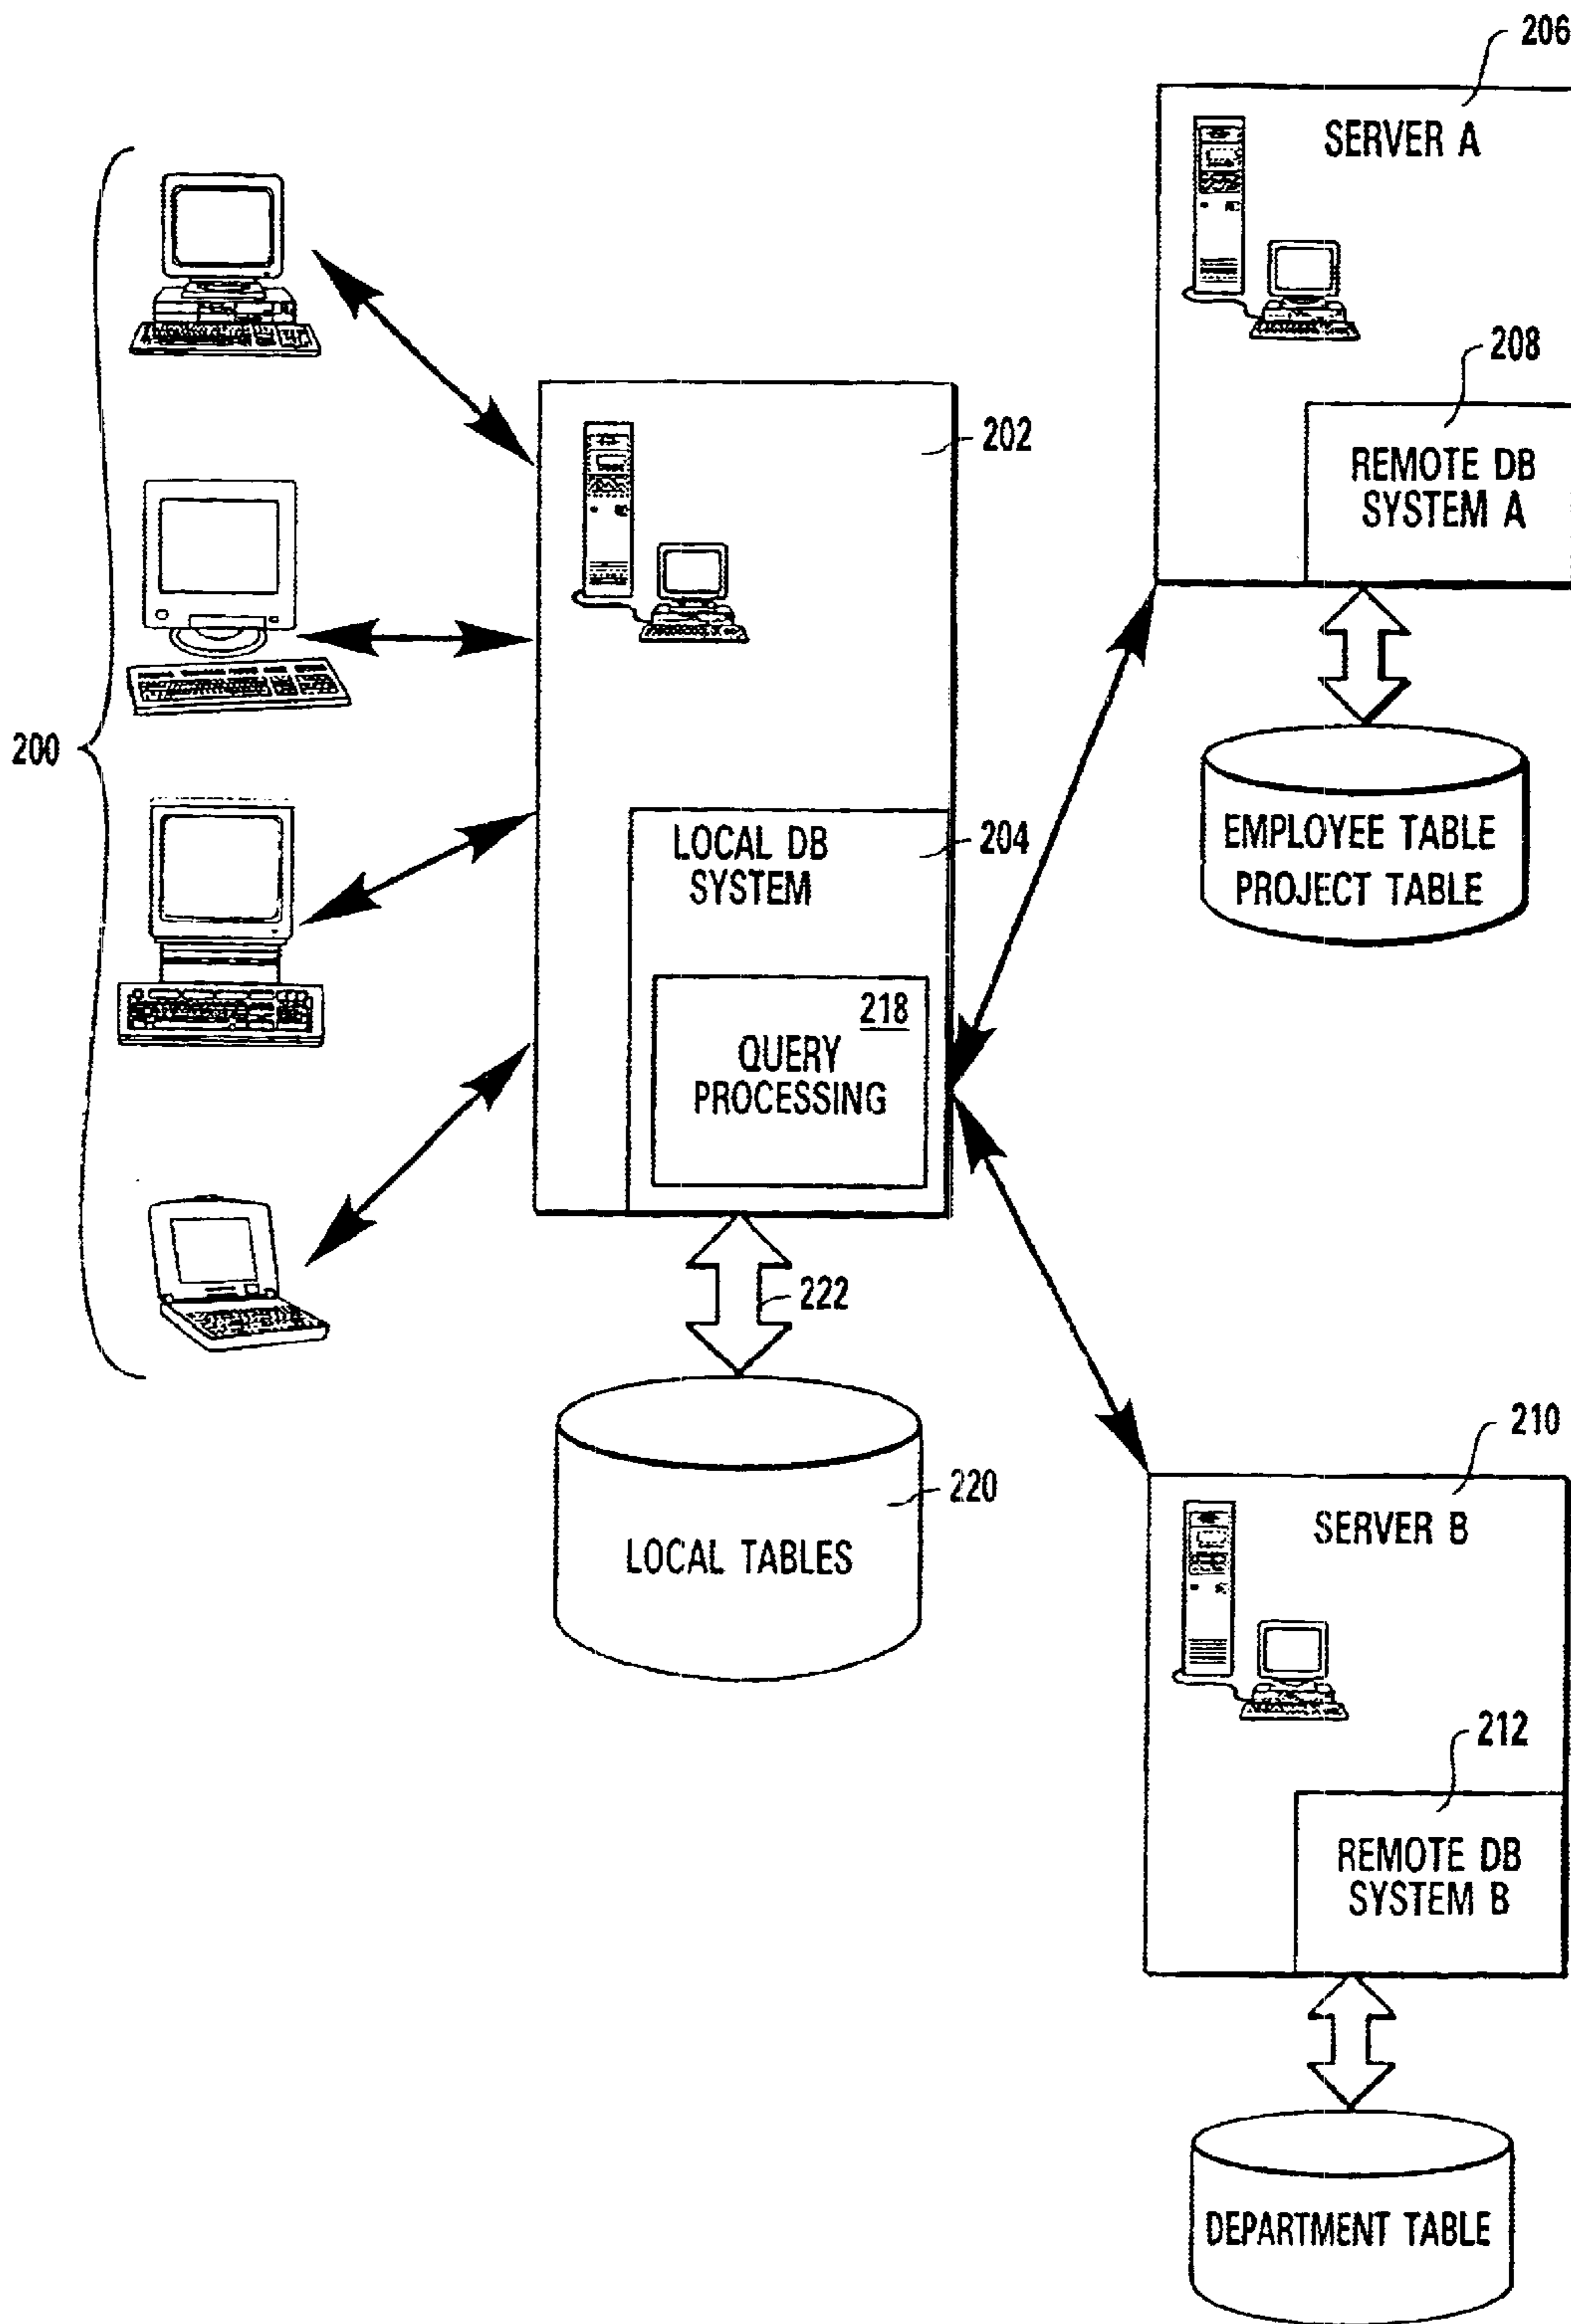 206
SERVER A
208
REMOTE DB
SYSTEM A
EMPLOYEE TABLE
PROJECT TABLE
200
202
LOCAL DB
SYSTEM
204
218
QUERY
PROCESSING
222
220
LOCAL TABLES
210
SERVER B
212
REMOTE DB
SYSTEM B
DEPARTMENT TABLE